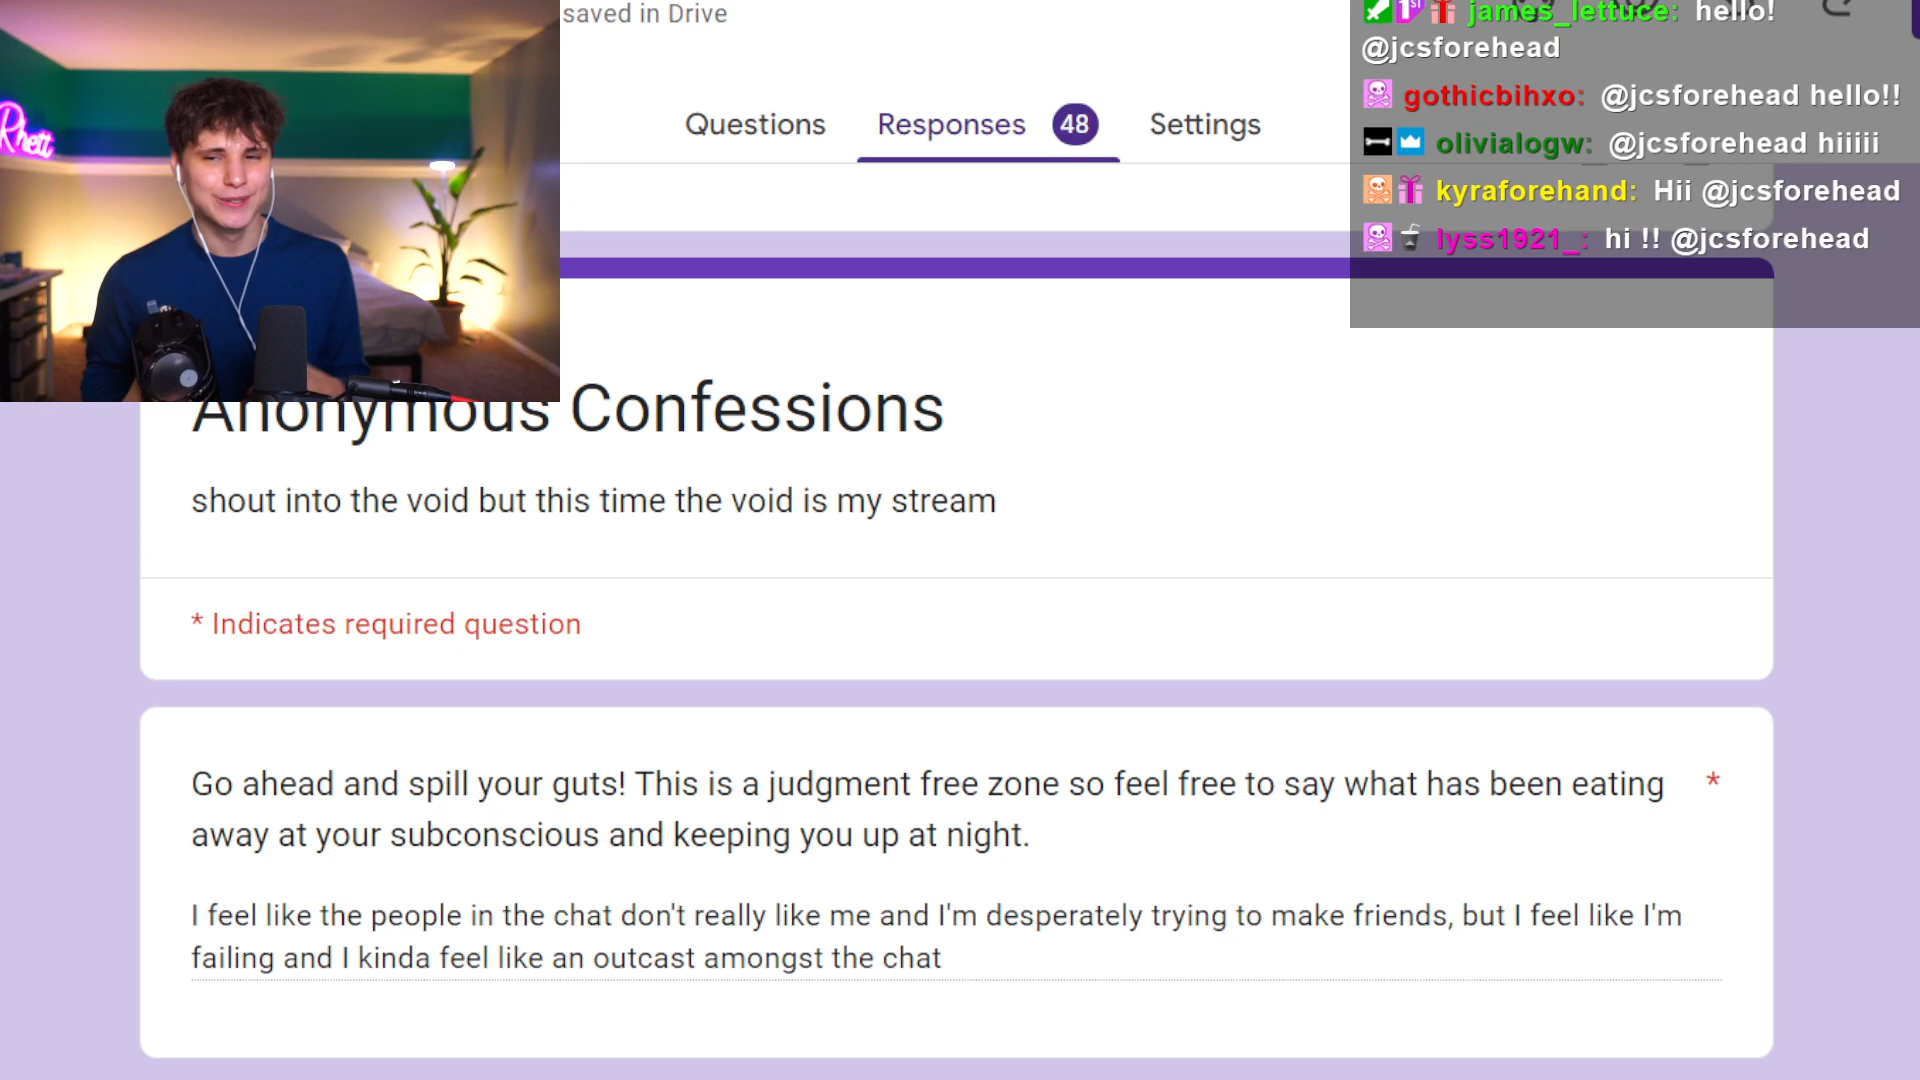 saved in Drive
Questions Responses 48 Settings
james_lettuce: hello!
@jcsforehead
gothicbihxo: @jcsforehead hello!!
olivialogw: @jcsforehead hiiiii
kyraforehand: Hii @jcsforehead
lyss1921_: hi !! @jcsforehead
Rhett
Anonymous Confessions
shout into the void but this time the void is my stream
* Indicates required question
Go ahead and spill your guts! This is a judgment free zone so feel free to say what has been eating *
away at your subconscious and keeping you up at night.
I feel like the people in the chat don't really like me and I'm desperately trying to make friends, but I feel like I'm
failing and I kinda feel like an outcast amongst the chat